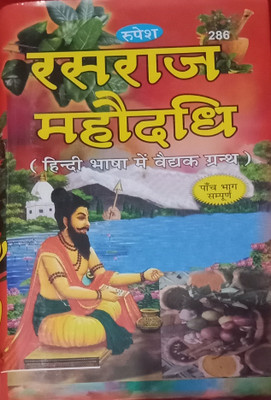 रुपेश
286
रसराज
महौदधि
( हिन्दी भाषा में वैद्यक ग्रन्थ )
पाँच भाग
सम्पूर्ण